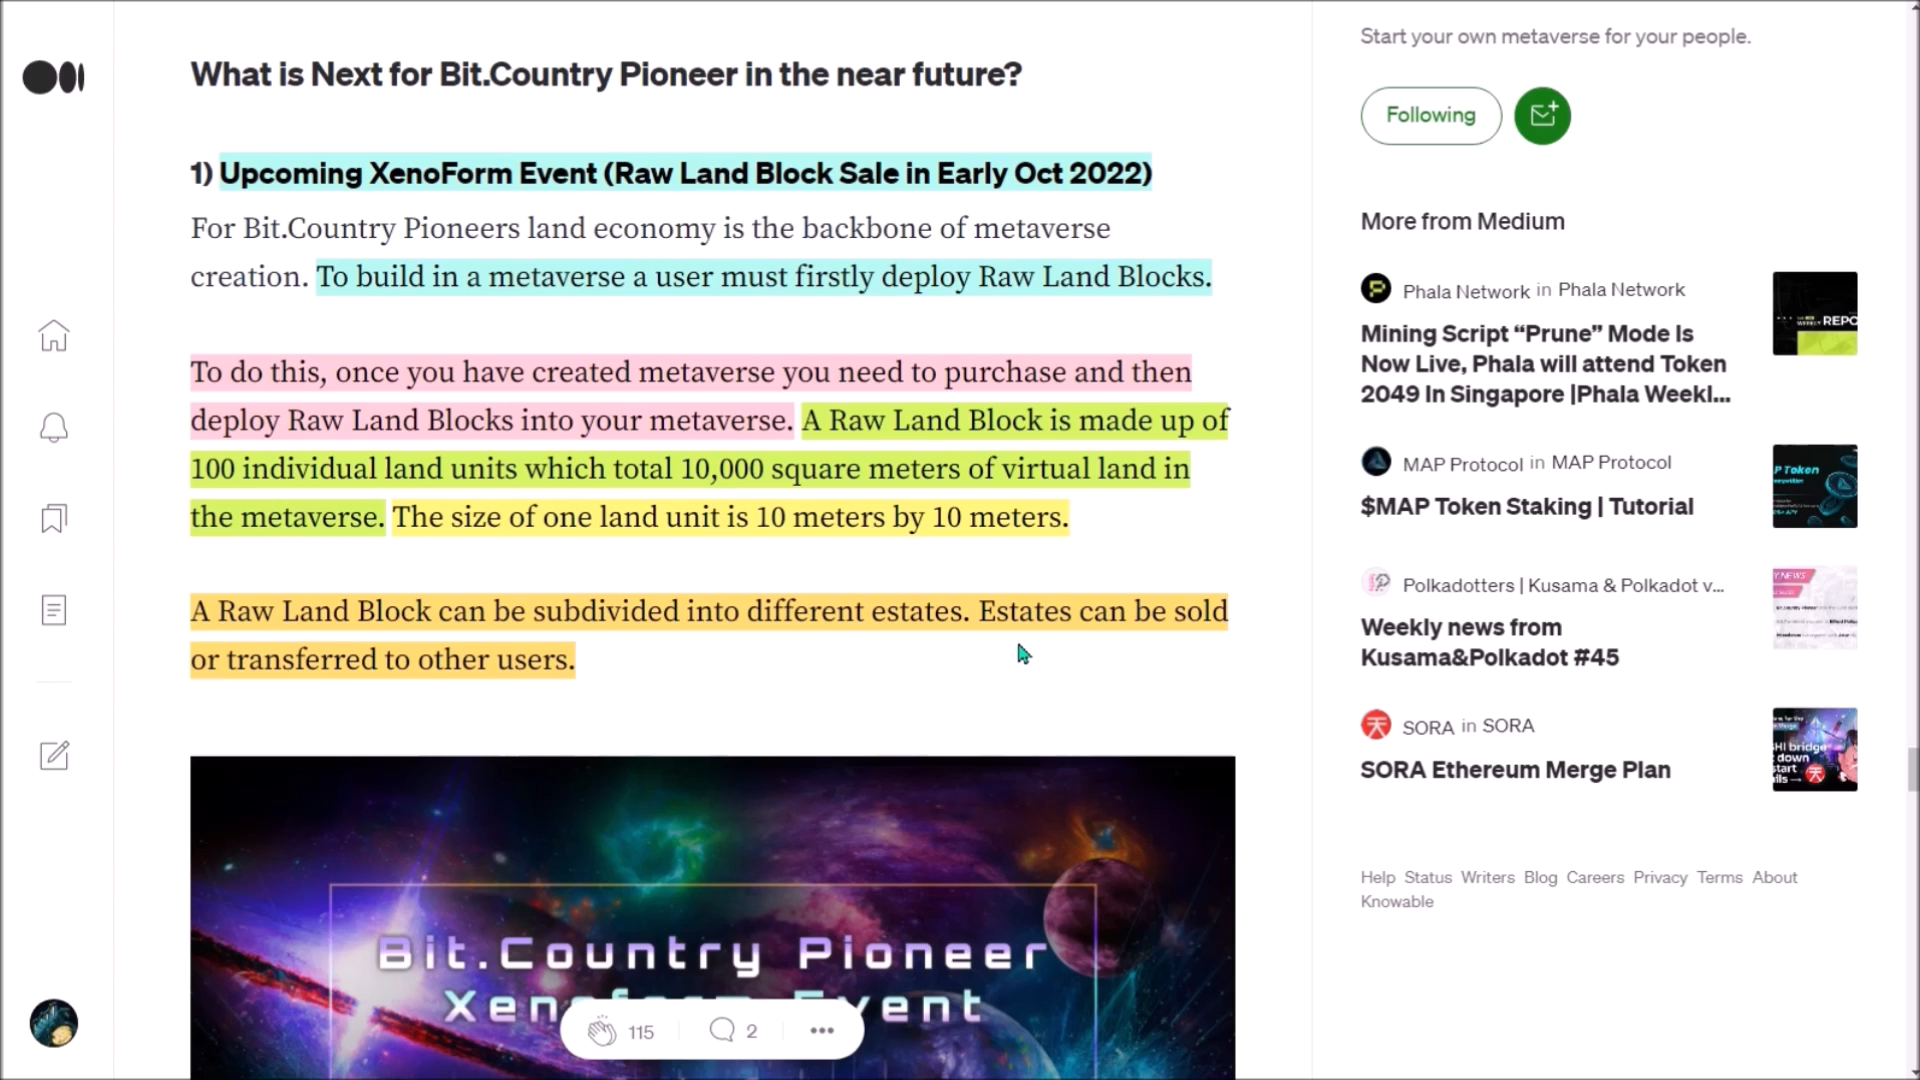 What is Next for Bit.Country Pioneer in the near future?
1) Upcoming XenoForm Event (Raw Land Block Sale in Early Oct 2022)
For Bit.Country Pioneers land economy is the backbone of metaverse
creation. To build in a metaverse a user must firstly deploy Raw Land Blocks.
To do this, once you have created metaverse you need to purchase and then
deploy Raw Land Blocks into your metaverse. A Raw Land Block is made up of
100 individual land units which total 10,000 square meters of virtual land in
the metaverse. The size of one land unit is 10 meters by 10 meters.
A Raw Land Block can be subdivided into different estates. Estates can be sold
or transferred to other users.
Bit.Country Pioneer
115
2
Start your own metaverse for your people.
Following
More from Medium
Phala Network in Phala Network
Mining Script “Prune” Mode Is
Now Live, Phala will attend Token
2049 In Singapore |Phala Weekl...
REPO
MAP Protocol in MAP Protocol
$MAP Token Staking | Tutorial
P Token
Polkadotters | Kusama & Polkadot v...
Weekly news from
Kusama&Polkadot #45
Y NEWS
SORA in SORA
SORA Ethereum Merge Plan
HI bridge
down
start
Help Status Writers Blog Careers Privacy Terms About
Knowable